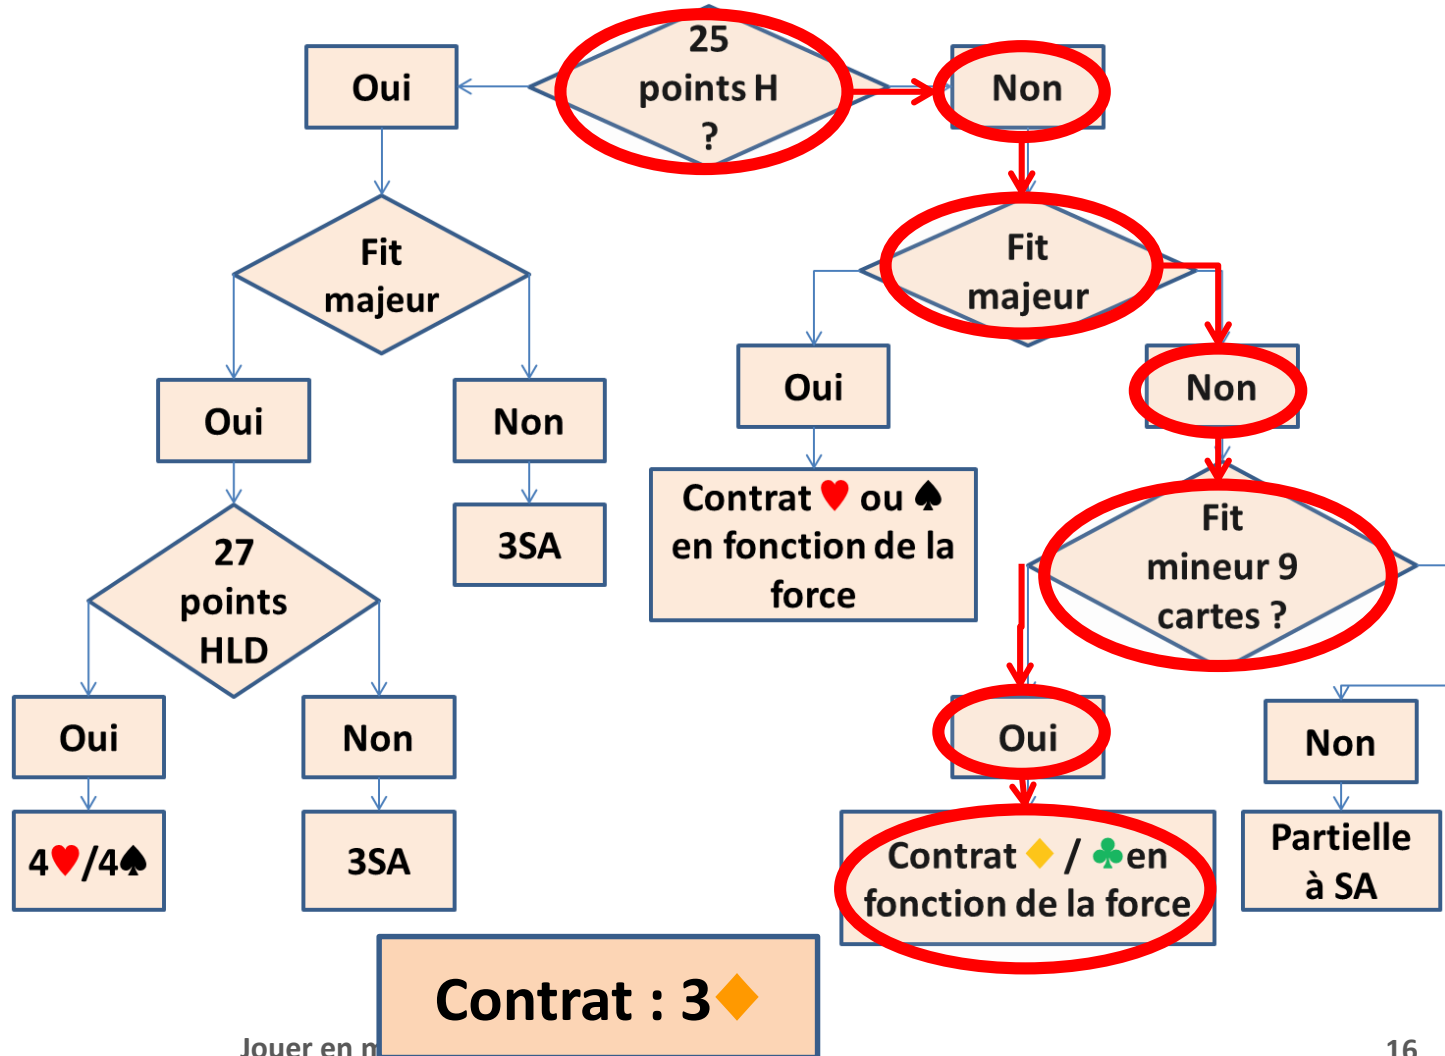 25
points H
?
Oui
Non
Fit
majeur
Fit
majeur
Oui
Non
Oui
Non
3SA
Contrat ♥ ou ♠
en fonction de la
force
Fit
mineur 9
cartes ?
27
points
HLD
Oui
Non
Oui
Non
4♥/4♠
3SA
Contrat ♦ / ♣en
fonction de la force
Partielle
à SA
Contrat : 3♦
Jouer en
16